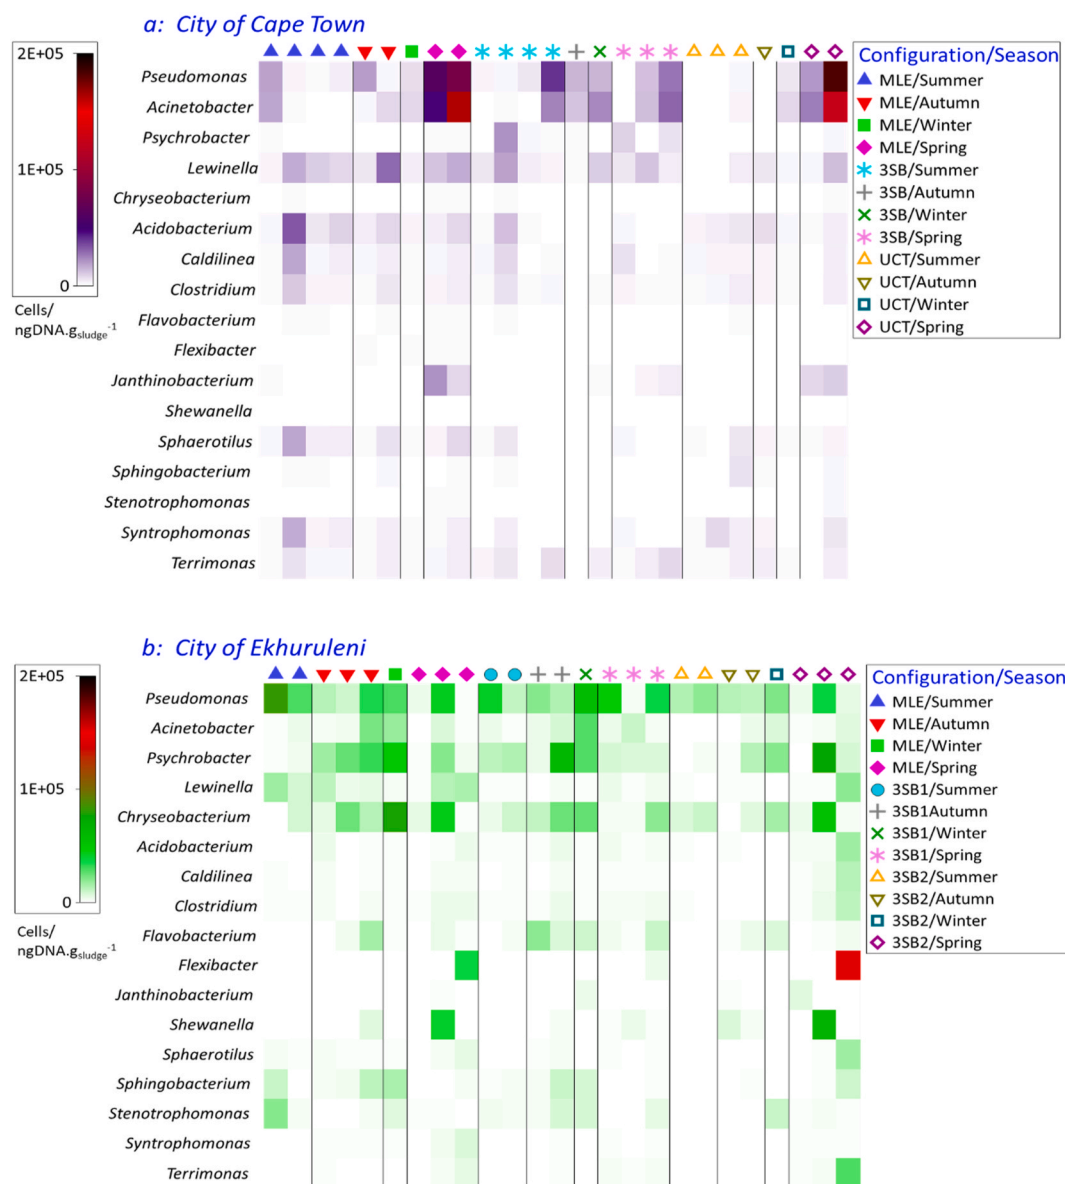 a: City of Cape Town
2E+05
1E+05
0
Cells/
ngDNA.gsludge-1
Pseudomonas
Acinetobacter
Psychrobacter
Lewinella
Chryseobacterium
Acidobacterium
Caldilinea
Clostridium
Flavobacterium
Flexibacter
Janthinobacterium
Shewanella
Sphaerotilus
Sphingobacterium
Stenotrophomonas
Syntrophomonas
Terrimonas
Configuration/Season
MLE/Summer
MLE/Autumn
MLE/Winter
MLE/Spring
3SB/Summer
3SB/Autumn
3SB/Winter
3SB/Spring
UCT/Summer
UCT/Autumn
UCT/Winter
UCT/Spring
b: City of Ekhuruleni
2E+05
1E+05
0
Cells/
ngDNA.gsludge-1
Pseudomonas
Acinetobacter
Psychrobacter
Lewinella
Chryseobacterium
Acidobacterium
Caldilinea
Clostridium
Flavobacterium
Flexibacter
Janthinobacterium
Shewanella
Sphaerotilus
Sphingobacterium
Stenotrophomonas
Syntrophomonas
Terrimonas
Configuration/Season
MLE/Summer
MLE/Autumn
MLE/Winter
MLE/Spring
3SB1/Summer
3SB1Autumn
3SB1/Winter
3SB1/Spring
3SB2/Summer
3SB2/Autumn
3SB2/Winter
3SB2/Spring